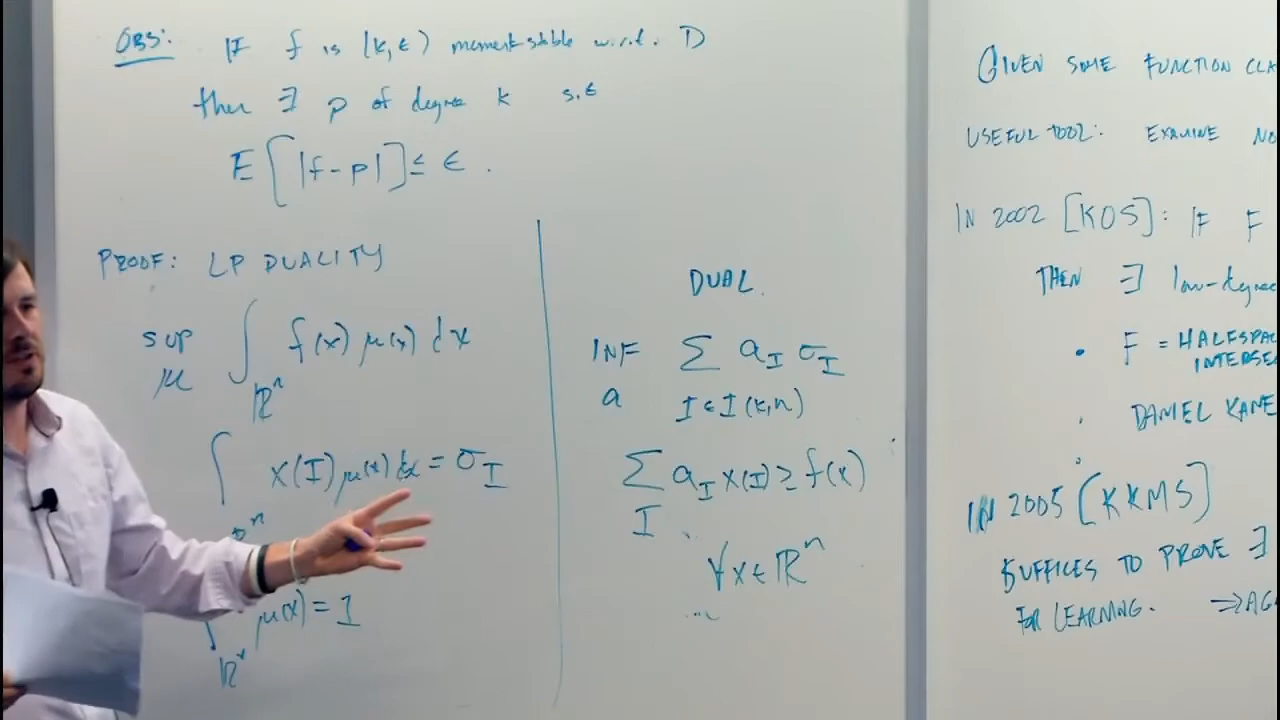 OBS: IF f is (k,ϵ) moment stable w.r.t. D
then ∃ p of degree k s.t
E[|f-p|] ≤ ϵ.
PROOF: LP DUALITY
sup ∫ f(x) μ(x) dx
μ ℝⁿ
∫ x(I) μ(x) dx = σ_I
ℝⁿ
∫ μ(x) = 1
ℝⁿ
DUAL.
INF ∑ a_I σ_I
a I ∈ I(k,n)
∑ a_I x(I) ≥ f(x)
I
∀x ∈ ℝⁿ
GIVEN SOME FUNCTION CLA
USEFUL TOOL: EXAMINE NO
IN 2002 [KOS]: IF F
THEN ∃ low-degree
• F = HALFSPAC
INTERSE
• DANIEL KANE
IN 2005 [KKMS]
SUFFICES TO PROVE ∃
FOR LEARNING. ⇒AG